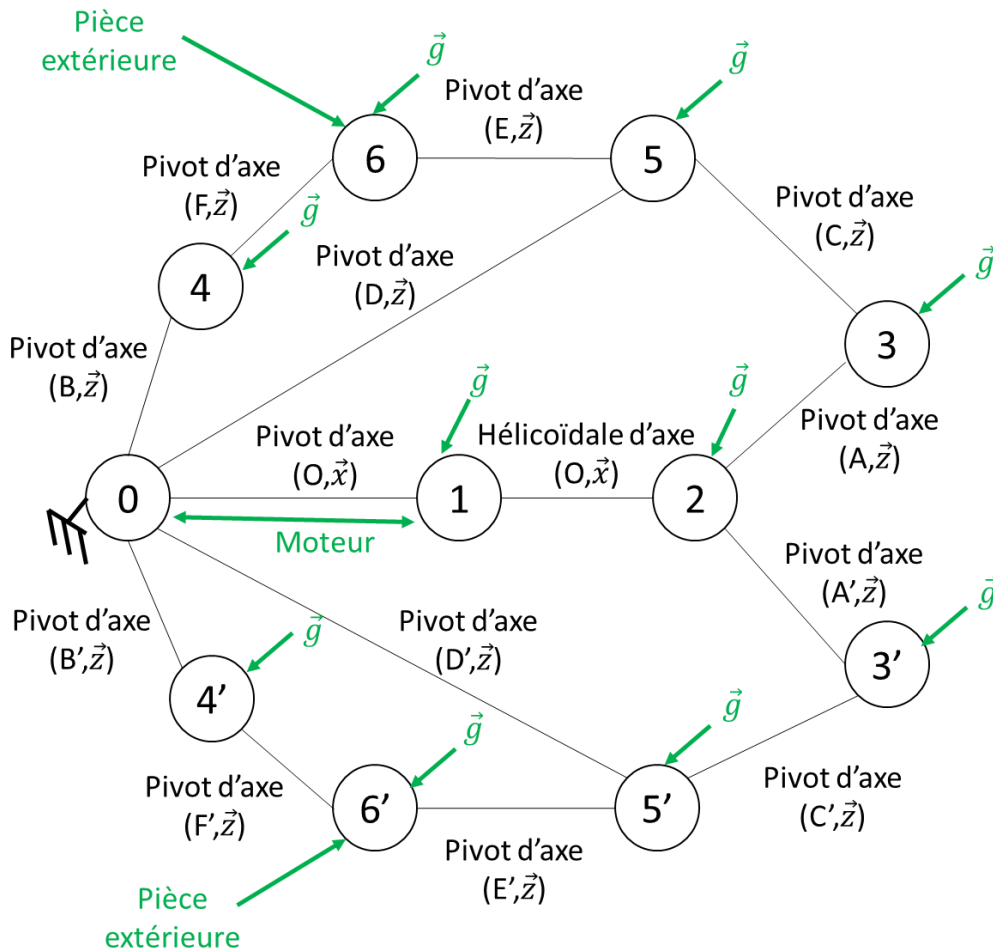 Pièce
extérieure
g⃗
g⃗
Pivot d'axe
(E,z⃗)
6
5
Pivot d'axe
(F,z⃗)
g⃗
Pivot d'axe
(D,z⃗)
Pivot d'axe
(C,z⃗)
g⃗
4
3
Pivot d'axe
(B,z⃗)
g⃗
g⃗
Pivot d'axe
(O,x⃗)
Hélicoïdale d'axe
(O,x⃗)
Pivot d'axe
(A,z⃗)
0
1
2
Moteur
Pivot d'axe
(A',z⃗)
g⃗
Pivot d'axe
(B',z⃗)
g⃗
Pivot d'axe
(D',z⃗)
3'
4'
g⃗
g⃗
Pivot d'axe
(F',z⃗)
6'
5'
Pivot d'axe
(C',z⃗)
Pivot d'axe
(E',z⃗)
Pièce
extérieure